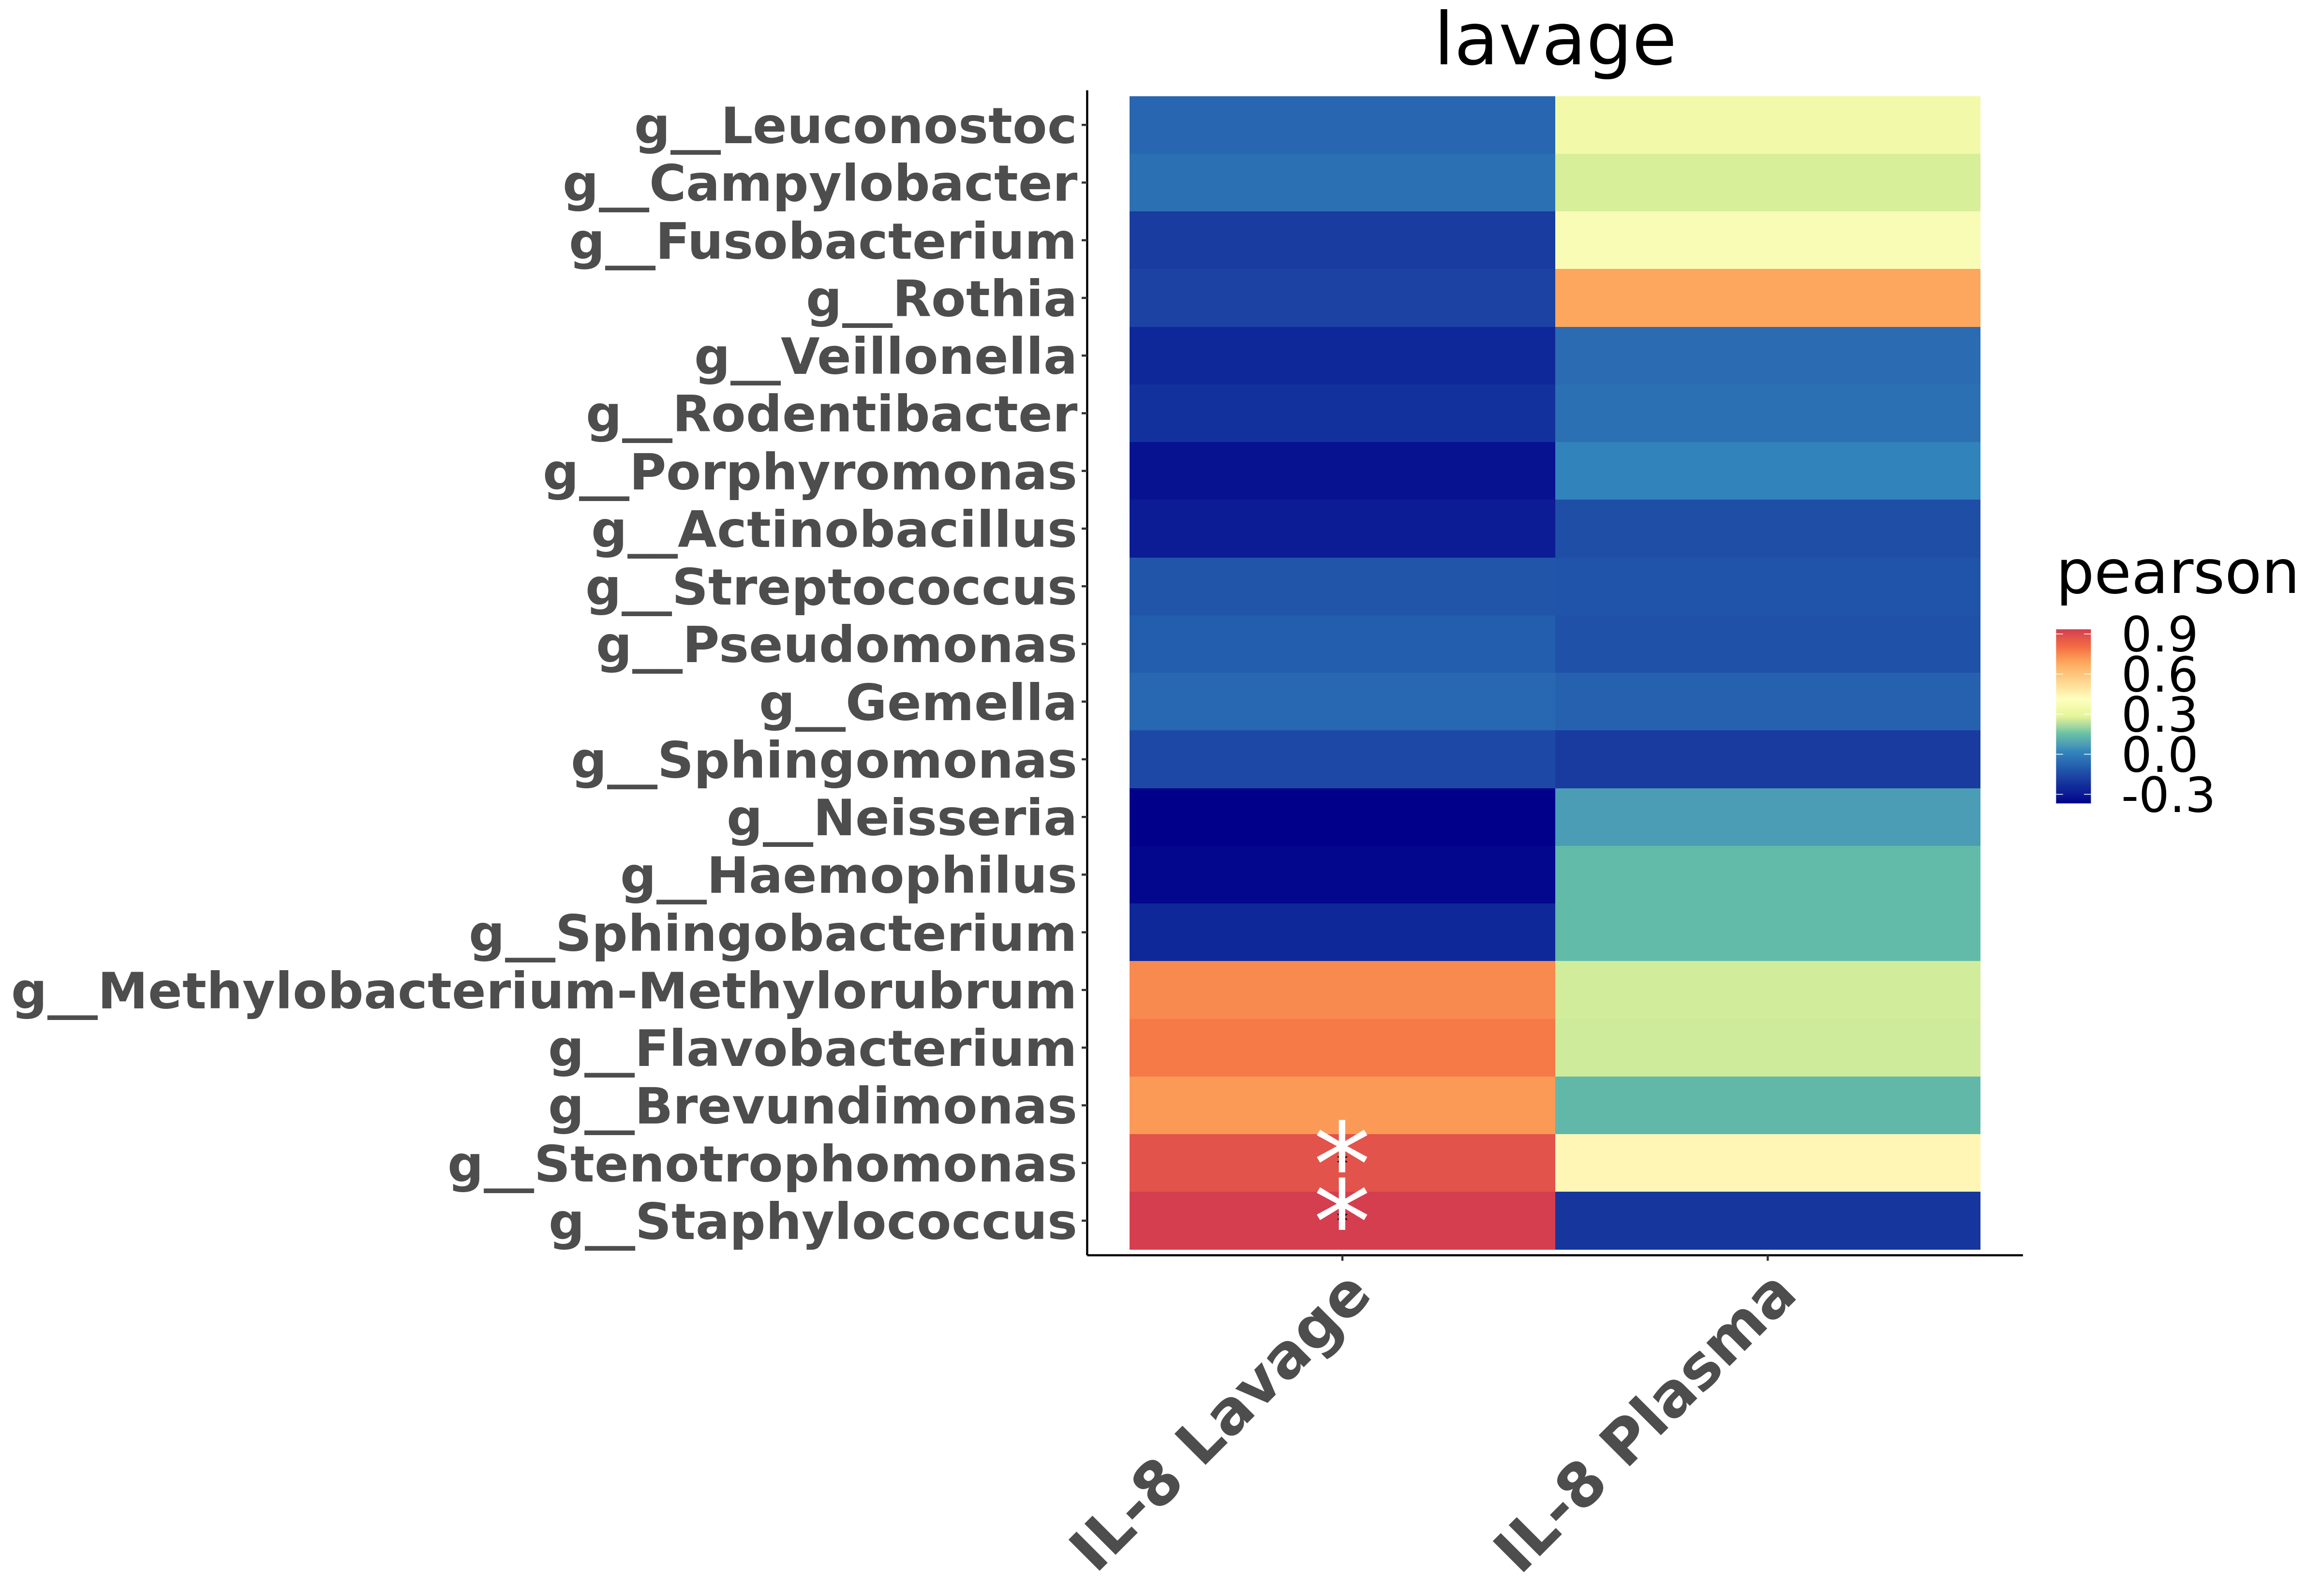 lavage
g__Leuconostoc
g__Campylobacter
g__Fusobacterium
g__Rothia
g__Veillonella
g__Rodentibacter
g__Porphyromonas
g__Actinobacillus
g__Streptococcus
g__Pseudomonas
g__Gemella
g__Sphingomonas
g__Neisseria
g__Haemophilus
g__Sphingobacterium
g__Methylobacterium-Methylorubrum
g__Flavobacterium
g__Brevundimonas
g__Stenotrophomonas
*
g__Staphylococcus
*
IL-8 Lavage
IL-8 Plasma
pearson
0.9
0.6
0.3
0.0
-0.3